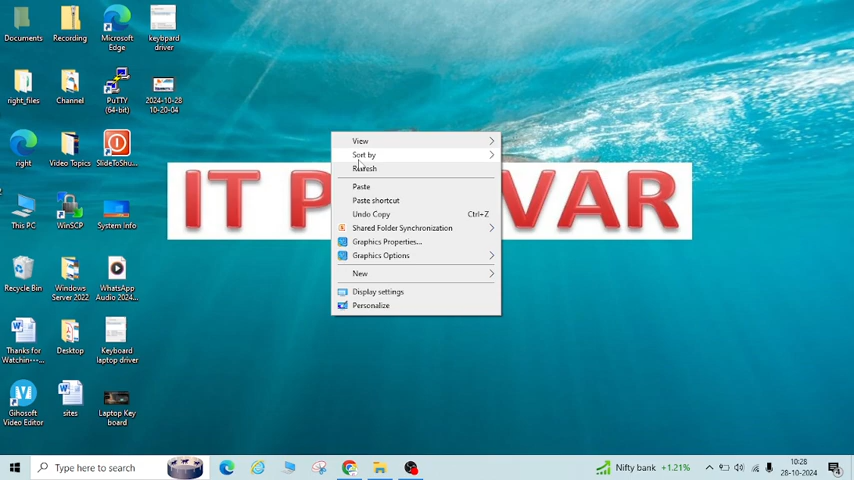 Documents
Recording
Microsoft
Edge
keybpard
driver
right_files
Channel
PuTTY
(64-bit)
2024-10-28
10-20-04
right
Video Topics
SlideToShu...
This PC
WinSCP
System info
Recycle Bin
Windows
Server 2022
WhatsApp
Audio 2024...
Thanks for
Watchin---...
Desktop
Keyboard
laptop driver
Gihosoft
Video Editor
sites
Laptop Key
board
IT P
VAR
View
Sort by
Refresh
Paste
Paste shortcut
Undo Copy Ctrl+Z
Shared Folder Synchronization
Graphics Properties...
Graphics Options
New
Display settings
Personalize
Type here to search
Nifty bank +1.21%
10:28
28-10-2024
4